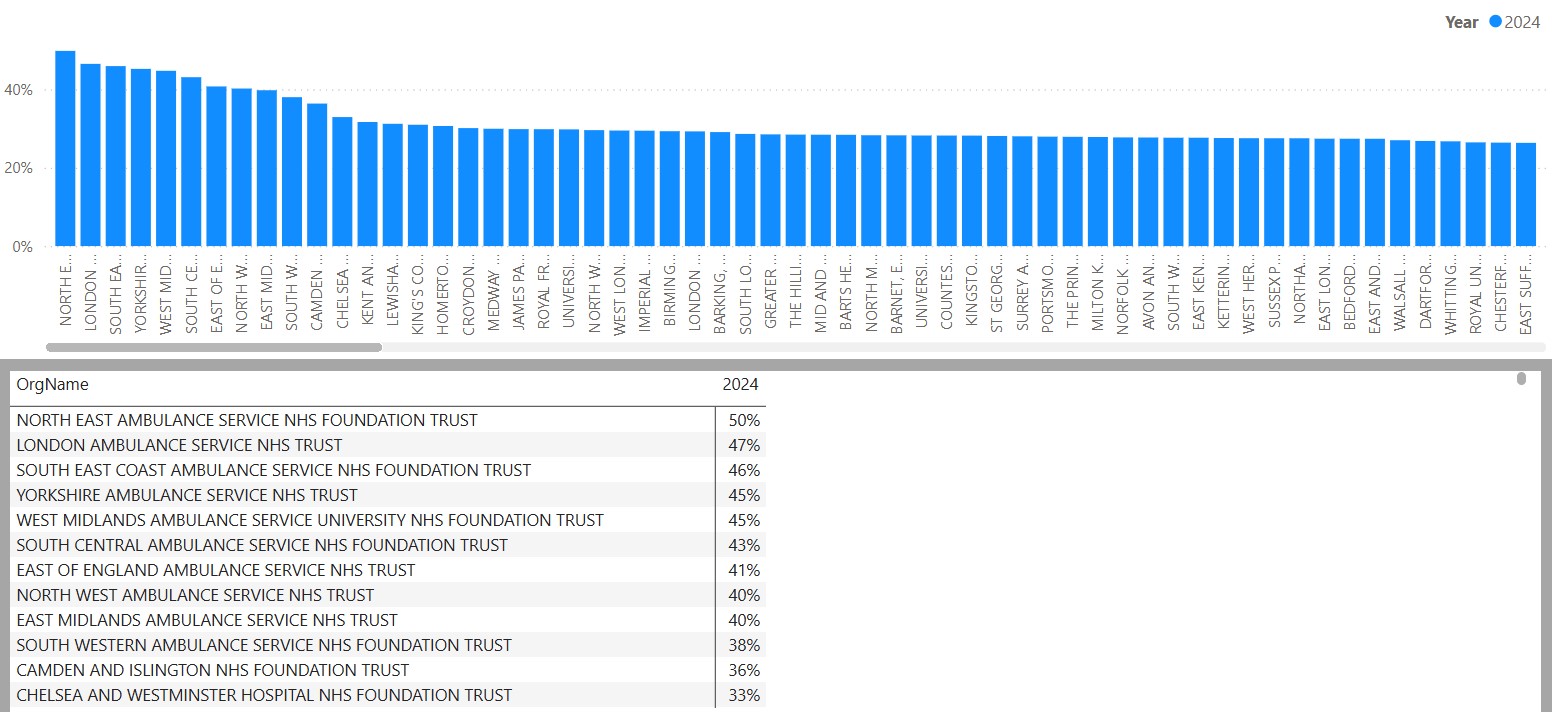 Year 2024
40%
20%
0%
NORTH E...
LONDON ...
SOUTH EA...
YORKSHIR...
WEST MID...
SOUTH CE...
EAST OF E...
NORTH W...
EAST MID...
SOUTH W...
CAMDEN ...
CHELSEA ...
KENT AN...
LEWISHA...
KING'S CO...
HOMERTO...
CROYDON...
MEDWAY ...
JAMES PA...
ROYAL FR...
UNIVERSI...
NORTH W...
WEST LON...
IMPERIAL ...
BIRMING...
LONDON ...
BARKING, ...
SOUTH LO...
GREATER ...
THE HILLI...
MID AND ...
BARTS HE...
NORTH M...
BARNET, E...
UNIVERSI...
COUNTES...
KINGSTO...
ST GEORG...
SURREY A...
PORTSMO...
THE PRIN...
MILTON K...
NORFOLK ...
AVON AN...
SOUTH W...
EAST KEN...
KETTERIN...
WEST HER...
SUSSEX P...
NORTHA...
EAST LON...
BEDFORD...
EAST AND...
WALSALL ...
DARTFOR...
WHITTING...
ROYAL UN...
CHESTERF...
EAST SUFF...
OrgName 2024
NORTH EAST AMBULANCE SERVICE NHS FOUNDATION TRUST 50%
LONDON AMBULANCE SERVICE NHS TRUST 47%
SOUTH EAST COAST AMBULANCE SERVICE NHS FOUNDATION TRUST 46%
YORKSHIRE AMBULANCE SERVICE NHS TRUST 45%
WEST MIDLANDS AMBULANCE SERVICE UNIVERSITY NHS FOUNDATION TRUST 45%
SOUTH CENTRAL AMBULANCE SERVICE NHS FOUNDATION TRUST 43%
EAST OF ENGLAND AMBULANCE SERVICE NHS TRUST 41%
NORTH WEST AMBULANCE SERVICE NHS TRUST 40%
EAST MIDLANDS AMBULANCE SERVICE NHS TRUST 40%
SOUTH WESTERN AMBULANCE SERVICE NHS FOUNDATION TRUST 38%
CAMDEN AND ISLINGTON NHS FOUNDATION TRUST 36%
CHELSEA AND WESTMINSTER HOSPITAL NHS FOUNDATION TRUST 33%